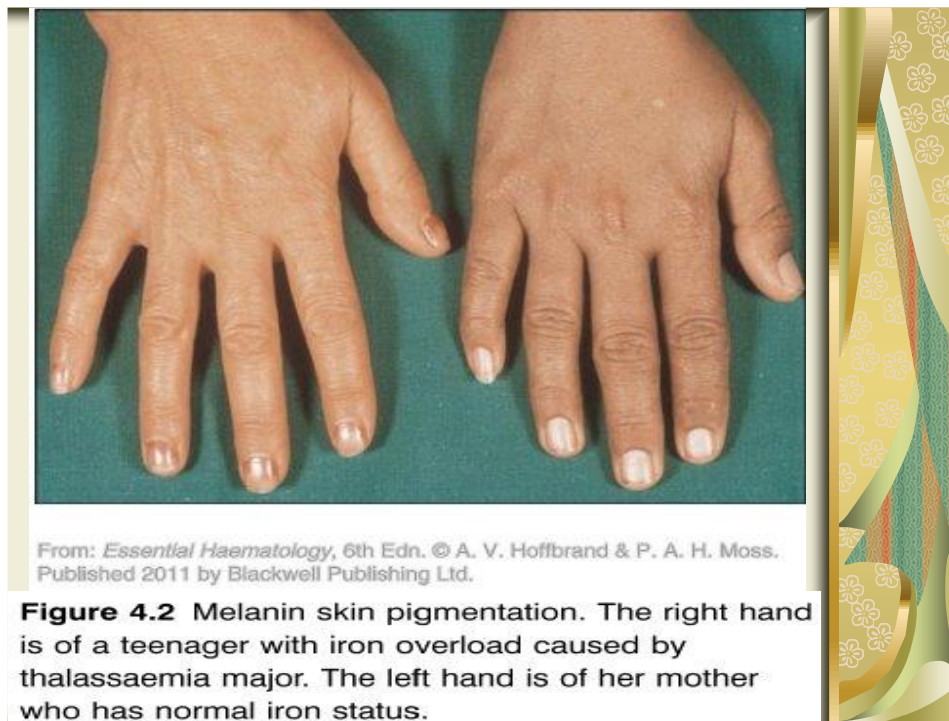 From: Essential Haematology, 6th Edn. © A. V. Hoffbrand & P. A. H. Moss.
Published 2011 by Blackwell Publishing Ltd.
Figure 4.2 Melanin skin pigmentation. The right hand
is of a teenager with iron overload caused by
thalassaemia major. The left hand is of her mother
who has normal iron status.